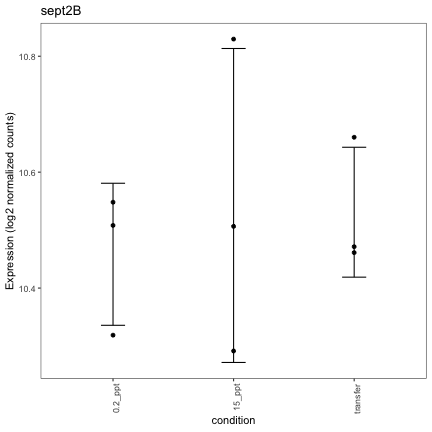 sept2B
Expression (log2 normalized counts)
10.8
10.6
10.4
0.2_ppt
15_ppt
transfer
condition